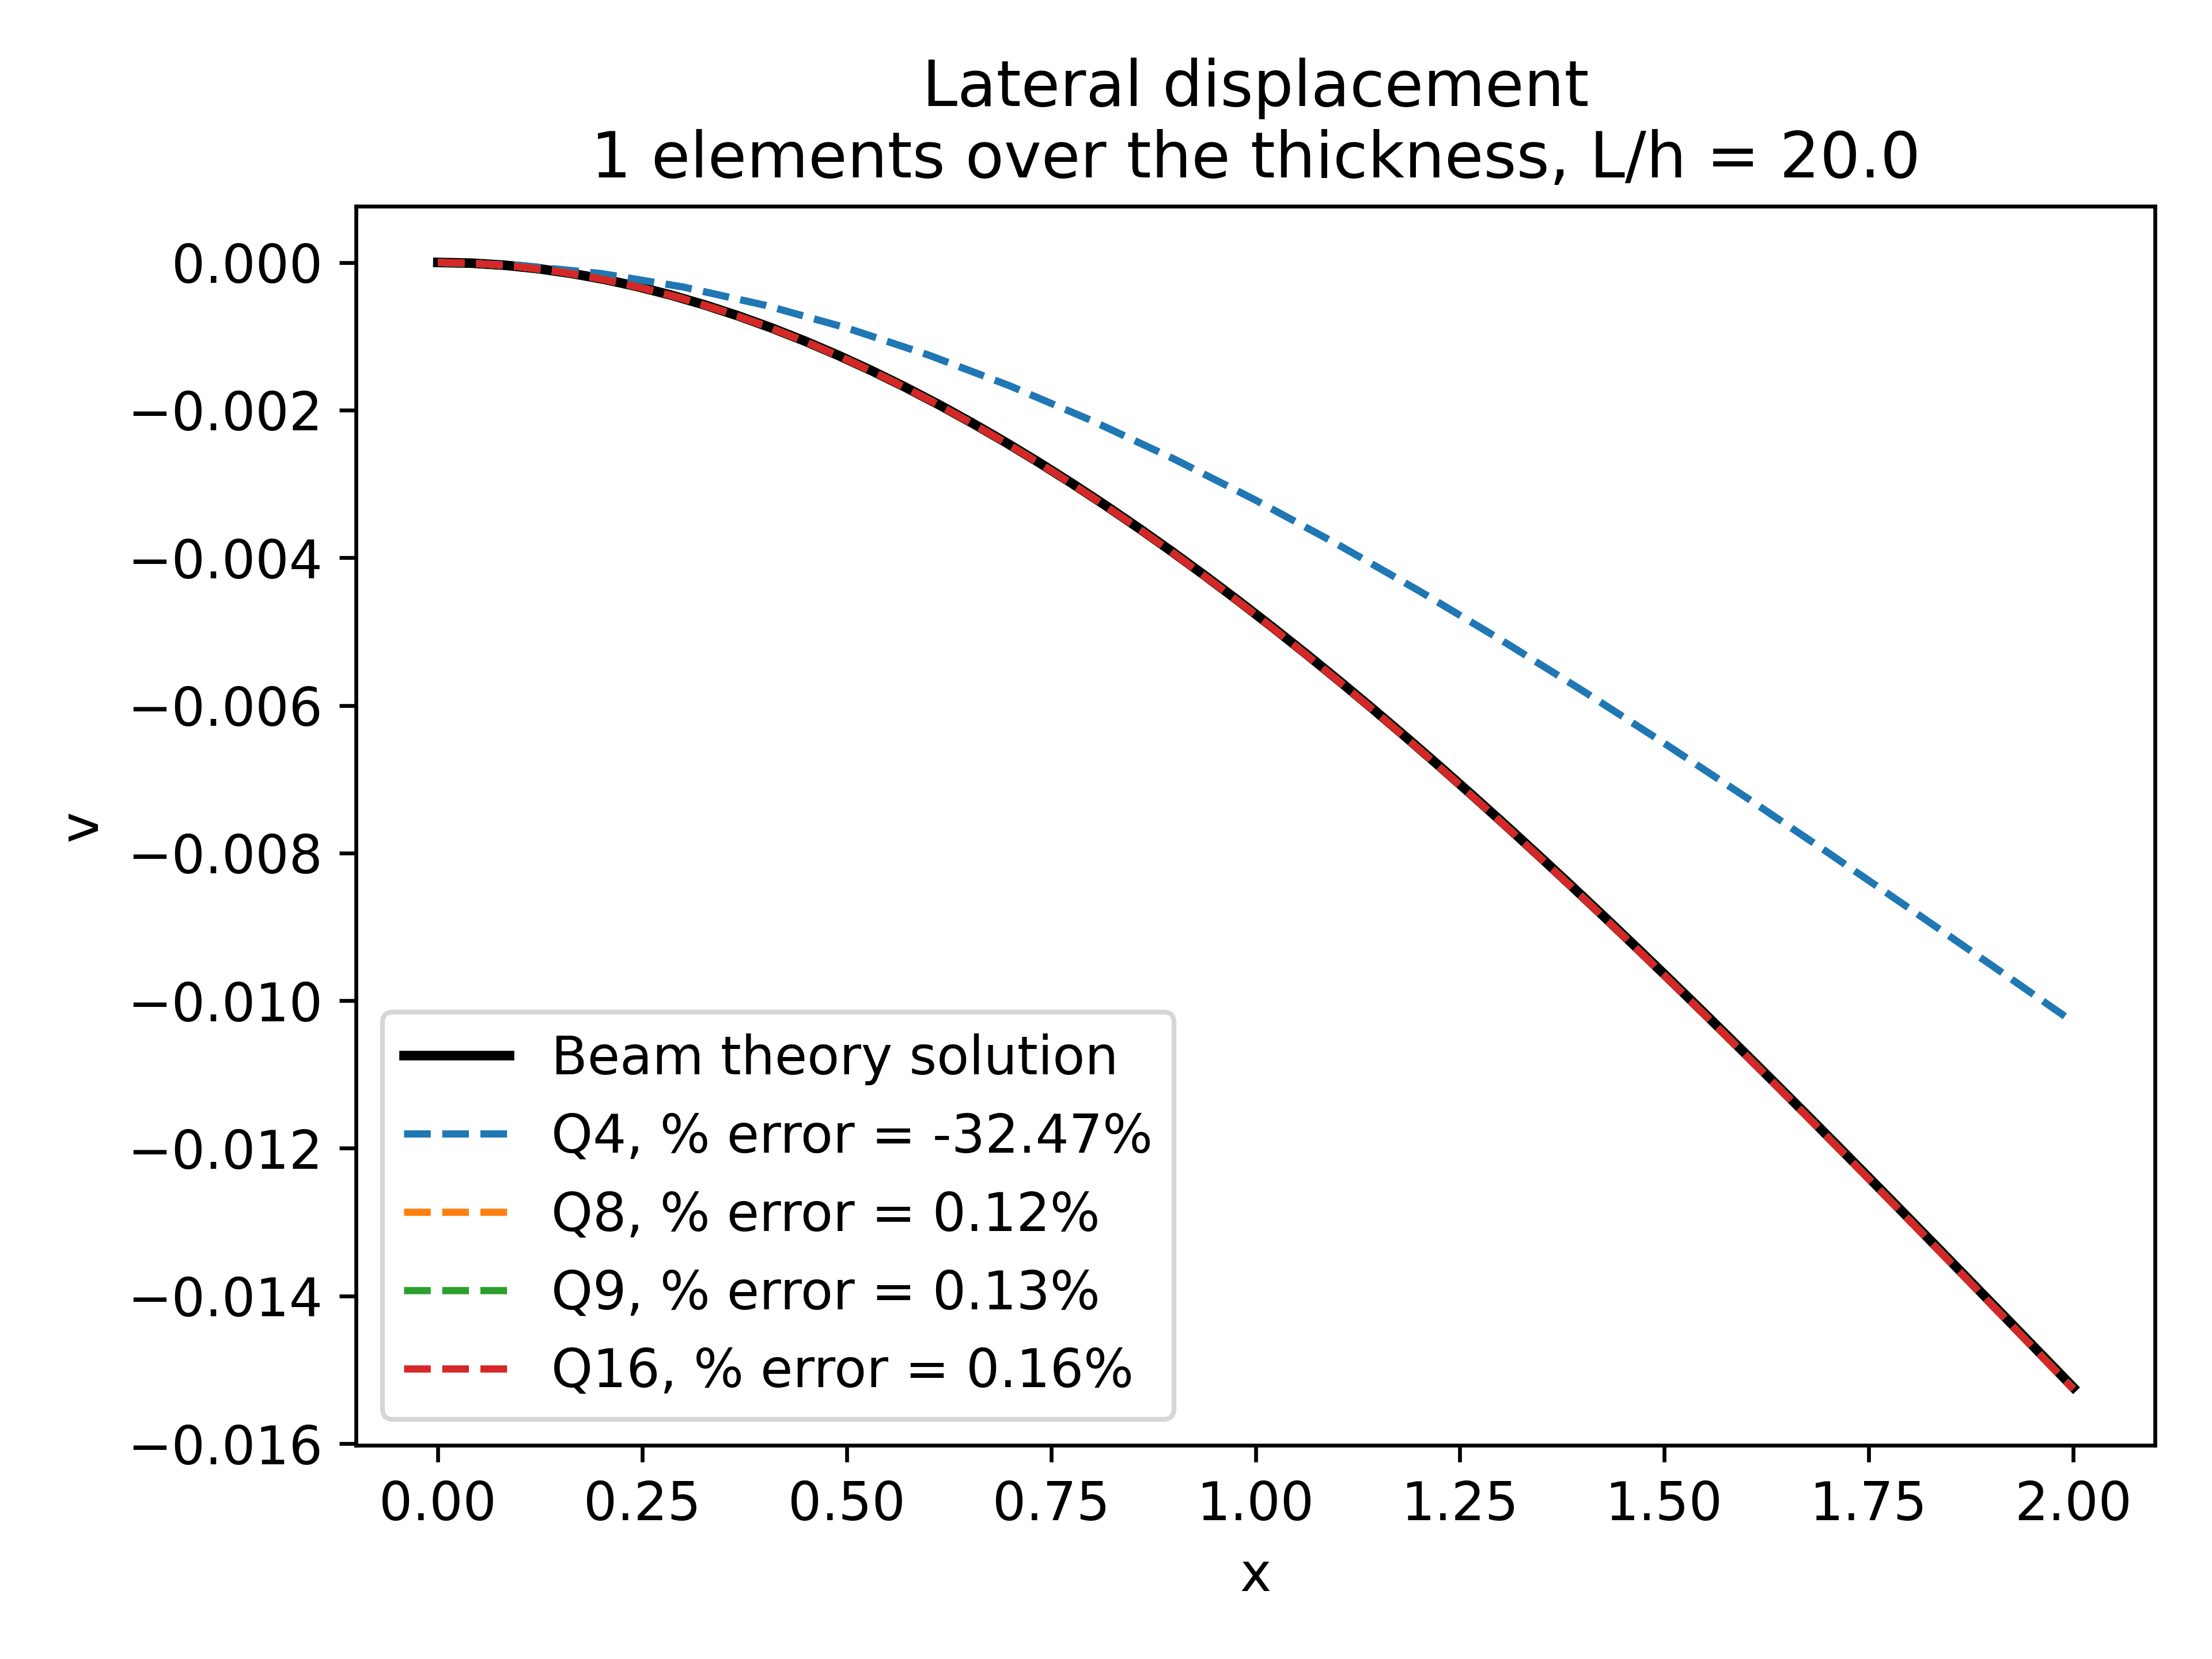 Lateral displacement
1 elements over the thickness, L/h = 20.0
0.000
−0.002
−0.004
−0.006
−0.008
−0.010
−0.012
−0.014
−0.016
v
Beam theory solution
Q4, % error = -32.47%
Q8, % error = 0.12%
Q9, % error = 0.13%
Q16, % error = 0.16%
0.00 0.25 0.50 0.75 1.00 1.25 1.50 1.75 2.00
x